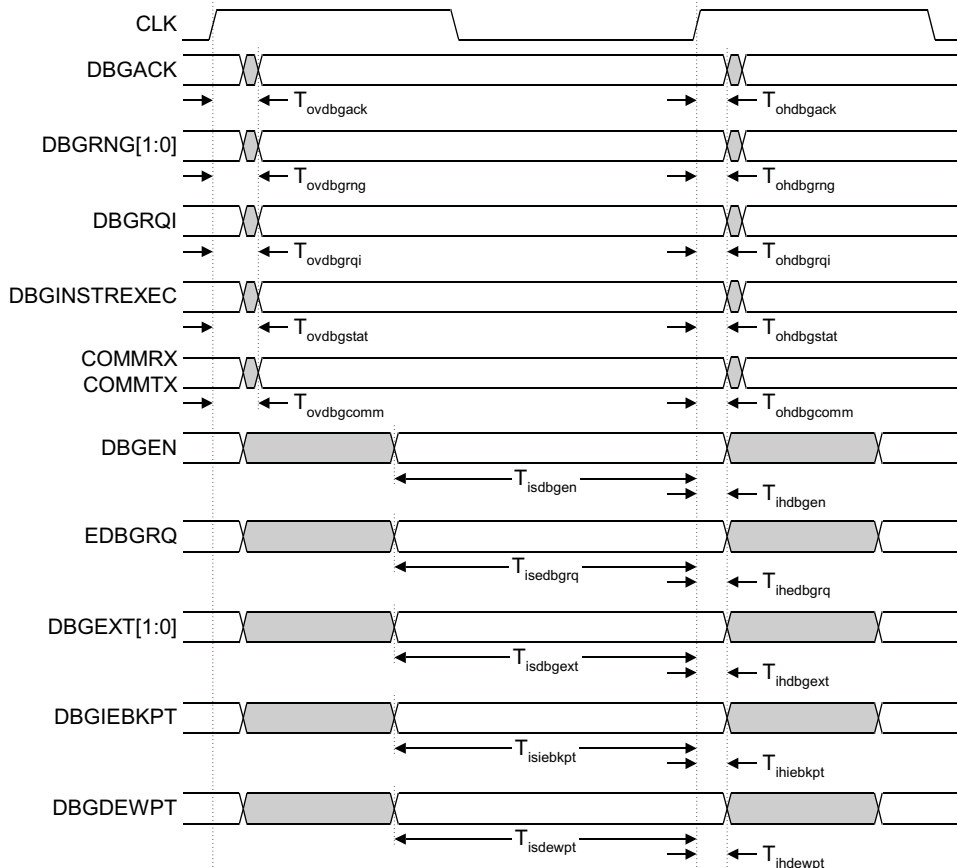 CLK
DBGACK
Tovdbgack Tohdbgack
DBGRNG[1:0]
Tovdbgrng Tohdbgrng
DBGRQI
Tovdbgrqi Tohdbgrqi
DBGINSTREXEC
Tovdbgstat Tohdbgstat
COMMRX
COMMTX
Tovdbgcomm Tohdbgcomm
DBGEN
Tisdbgen
Tihdbgen
EDBGRQ
Tisedbgrq
Tihedbgrq
DBGEXT[1:0]
Tisdbgext
Tihdbgext
DBGIEBKPT
Tisiebkpt
Tihiebkpt
DBGDEWPT
Tisdewpt
Tihdewpt